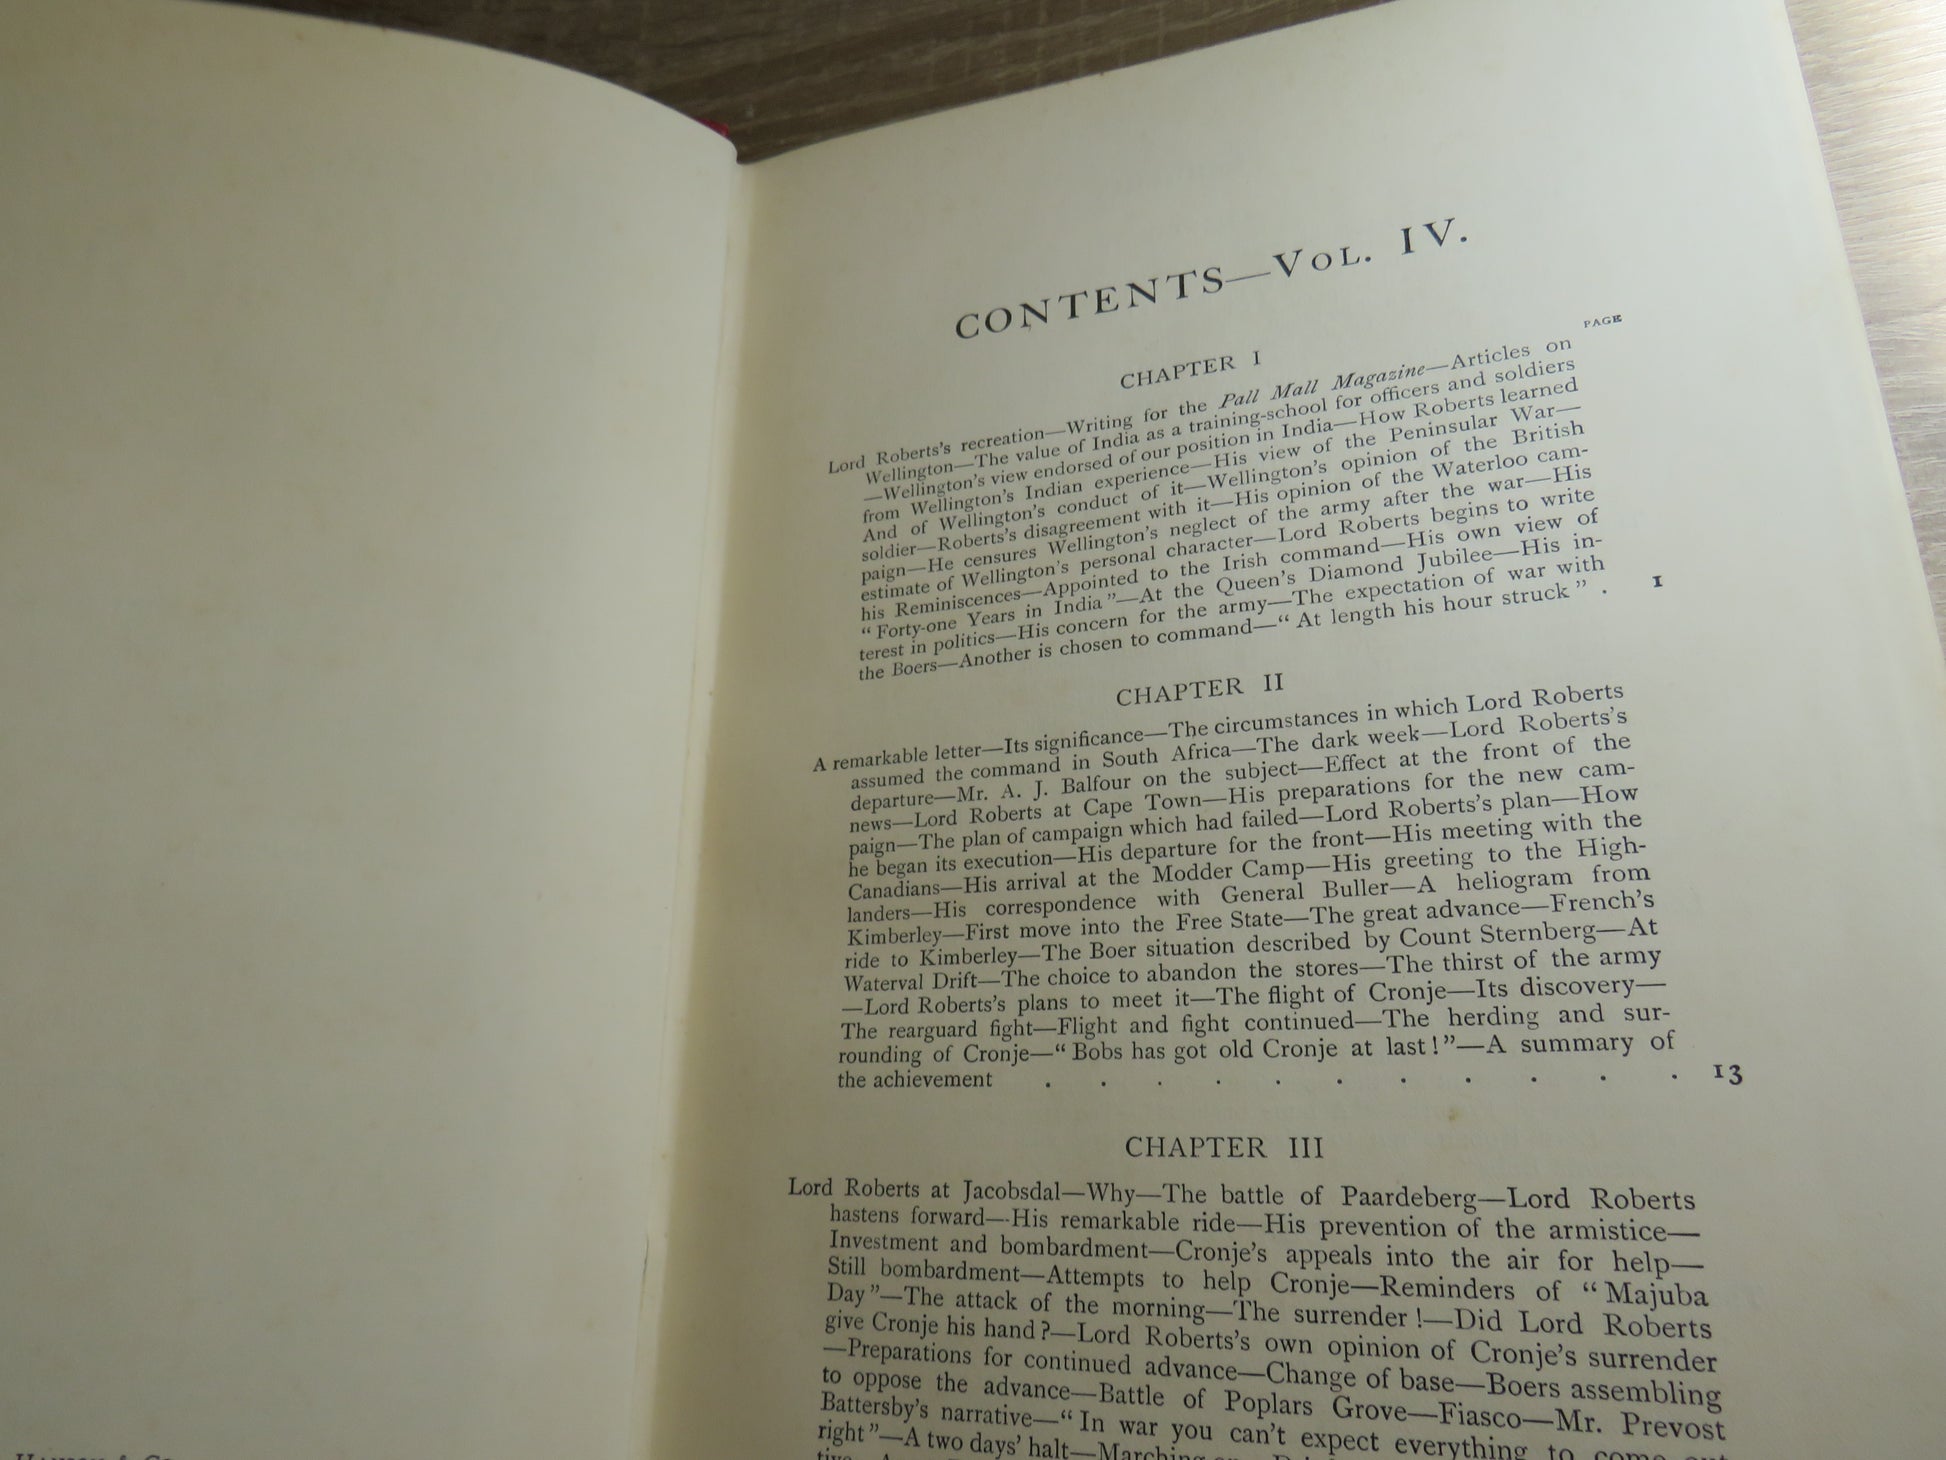 CONTENTS—VOL. IV.
PAGE
CHAPTER I
Lord Roberts's recreation—Writing for the Pall Mall Magazine—Articles on
Wellington—The value of India as a training-school for officers and soldiers
—Wellington's view endorsed of our position in India—How Roberts learned
from Wellington's Indian experience—His view of the Peninsular War—
And of Wellington's conduct of it—Wellington's opinion of the British
soldier—Roberts's disagreement with it—His opinion of the Waterloo cam-
paign—He censures Wellington's neglect of the army after the war—His
estimate of Wellington's personal character—Lord Roberts begins to write
his Reminiscences—Appointed to the Irish command—His own view of
"Forty-one Years in India"—At the Queen's Diamond Jubilee—His in-
terest in politics—His concern for the army—The expectation of war with
the Boers—Another is chosen to command—"At length his hour struck" . 1
CHAPTER II
A remarkable letter—Its significance—The circumstances in which Lord Roberts
assumed the command in South Africa—The dark week—Lord Roberts's
departure—Mr. A. J. Balfour on the subject—Effect at the front of the
news—Lord Roberts at Cape Town—His preparations for the new cam-
paign—The plan of campaign which had failed—Lord Roberts's plan—How
he began its execution—His departure for the front—His meeting with the
Canadians—His arrival at the Modder Camp—His greeting to the High-
landers—His correspondence with General Buller—A heliogram from
Kimberley—First move into the Free State—The great advance—French's
ride to Kimberley—The Boer situation described by Count Sternberg—At
Waterval Drift—The choice to abandon the stores—The thirst of the army
—Lord Roberts's plans to meet it—The flight of Cronje—Its discovery—
The rearguard fight—Flight and fight continued—The herding and sur-
rounding of Cronje—"Bobs has got old Cronje at last!"—A summary of
the achievement . . . . . . . . . . . 13
CHAPTER III
Lord Roberts at Jacobsdal—Why—The battle of Paardeberg—Lord Roberts
hastens forward—His remarkable ride—His prevention of the armistice—
Investment and bombardment—Cronje's appeals into the air for help—
Still bombardment—Attempts to help Cronje—Reminders of "Majuba
Day"—The attack of the morning—The surrender!—Did Lord Roberts
give Cronje his hand?—Lord Roberts's own opinion of Cronje's surrender
—Preparations for continued advance—Change of base—Boers assembling
to oppose the advance—Battle of Poplars Grove—Fiasco—Mr. Prevost
Battersby's narrative—"In war you can't expect everything to come out
right"—A two days' halt—Marching